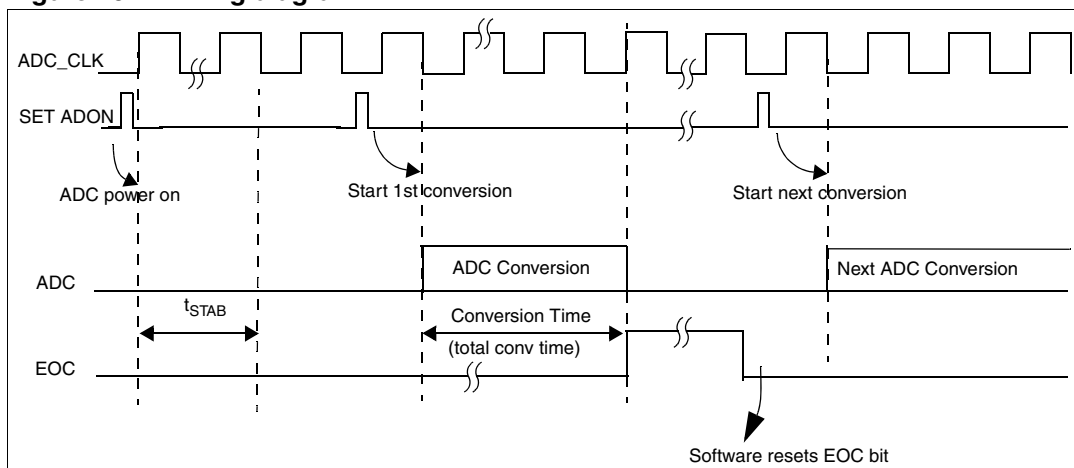 ADC_CLK
SET ADON
ADC power on
Start 1st conversion
Start next conversion
ADC Conversion
Next ADC Conversion
ADC
tSTAB
Conversion Time
(total conv time)
EOC
Software resets EOC bit